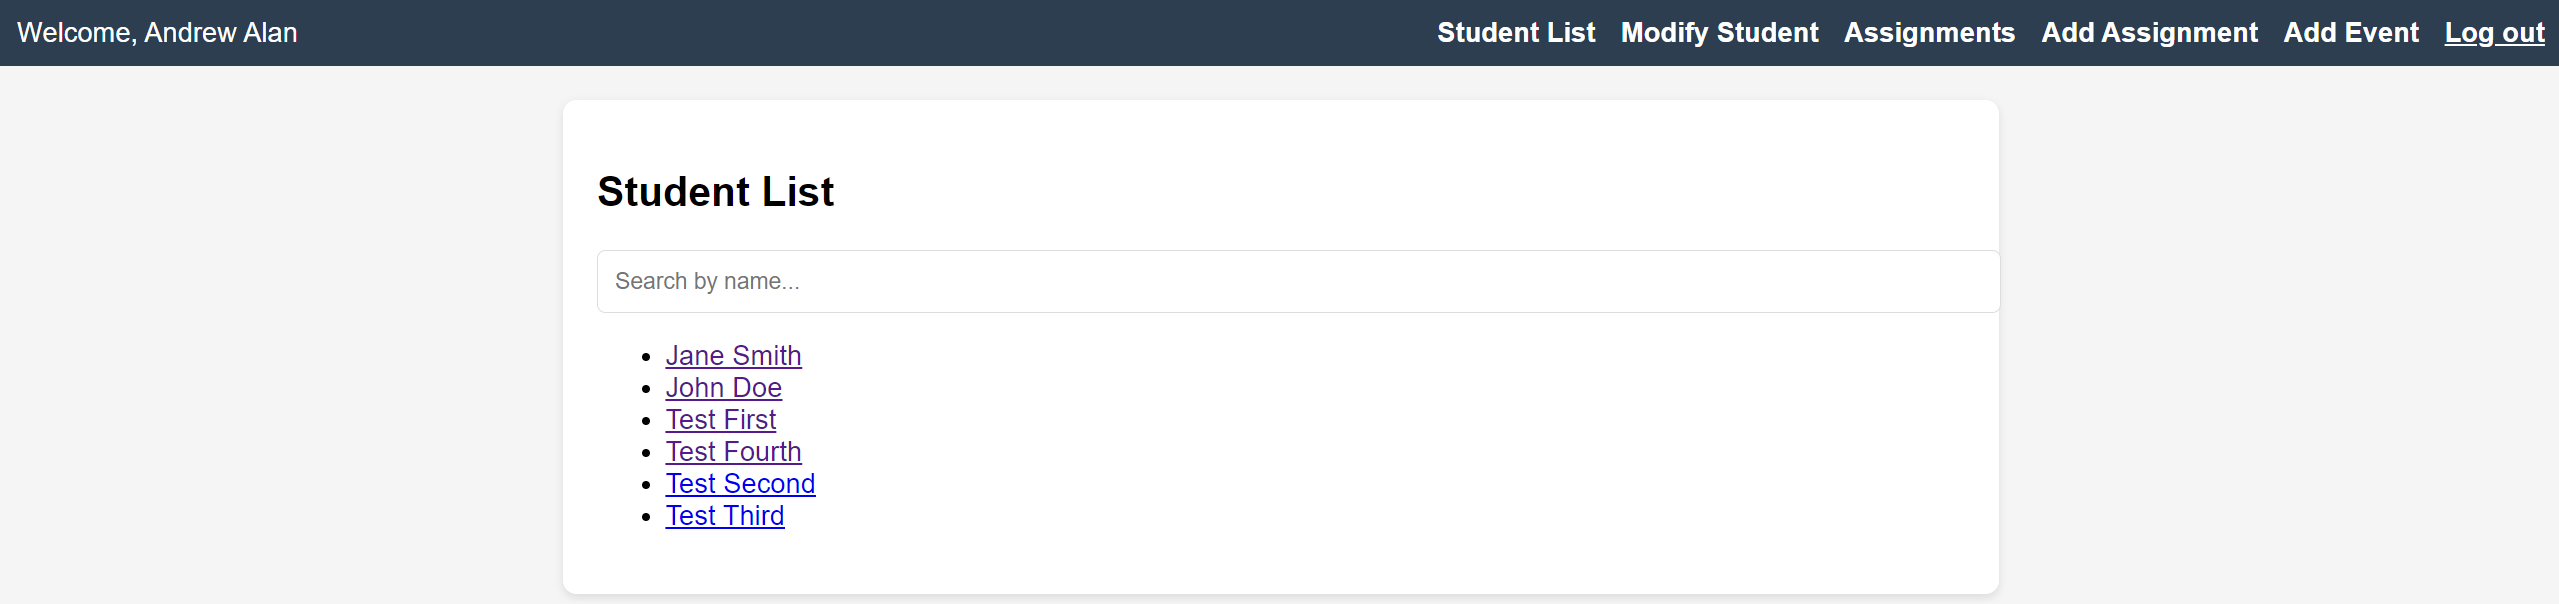 Welcome, Andrew Alan Student List Modify Student Assignments Add Assignment Add Event Log out
Student List
Search by name...
Jane Smith
John Doe
Test First
Test Fourth
Test Second
Test Third